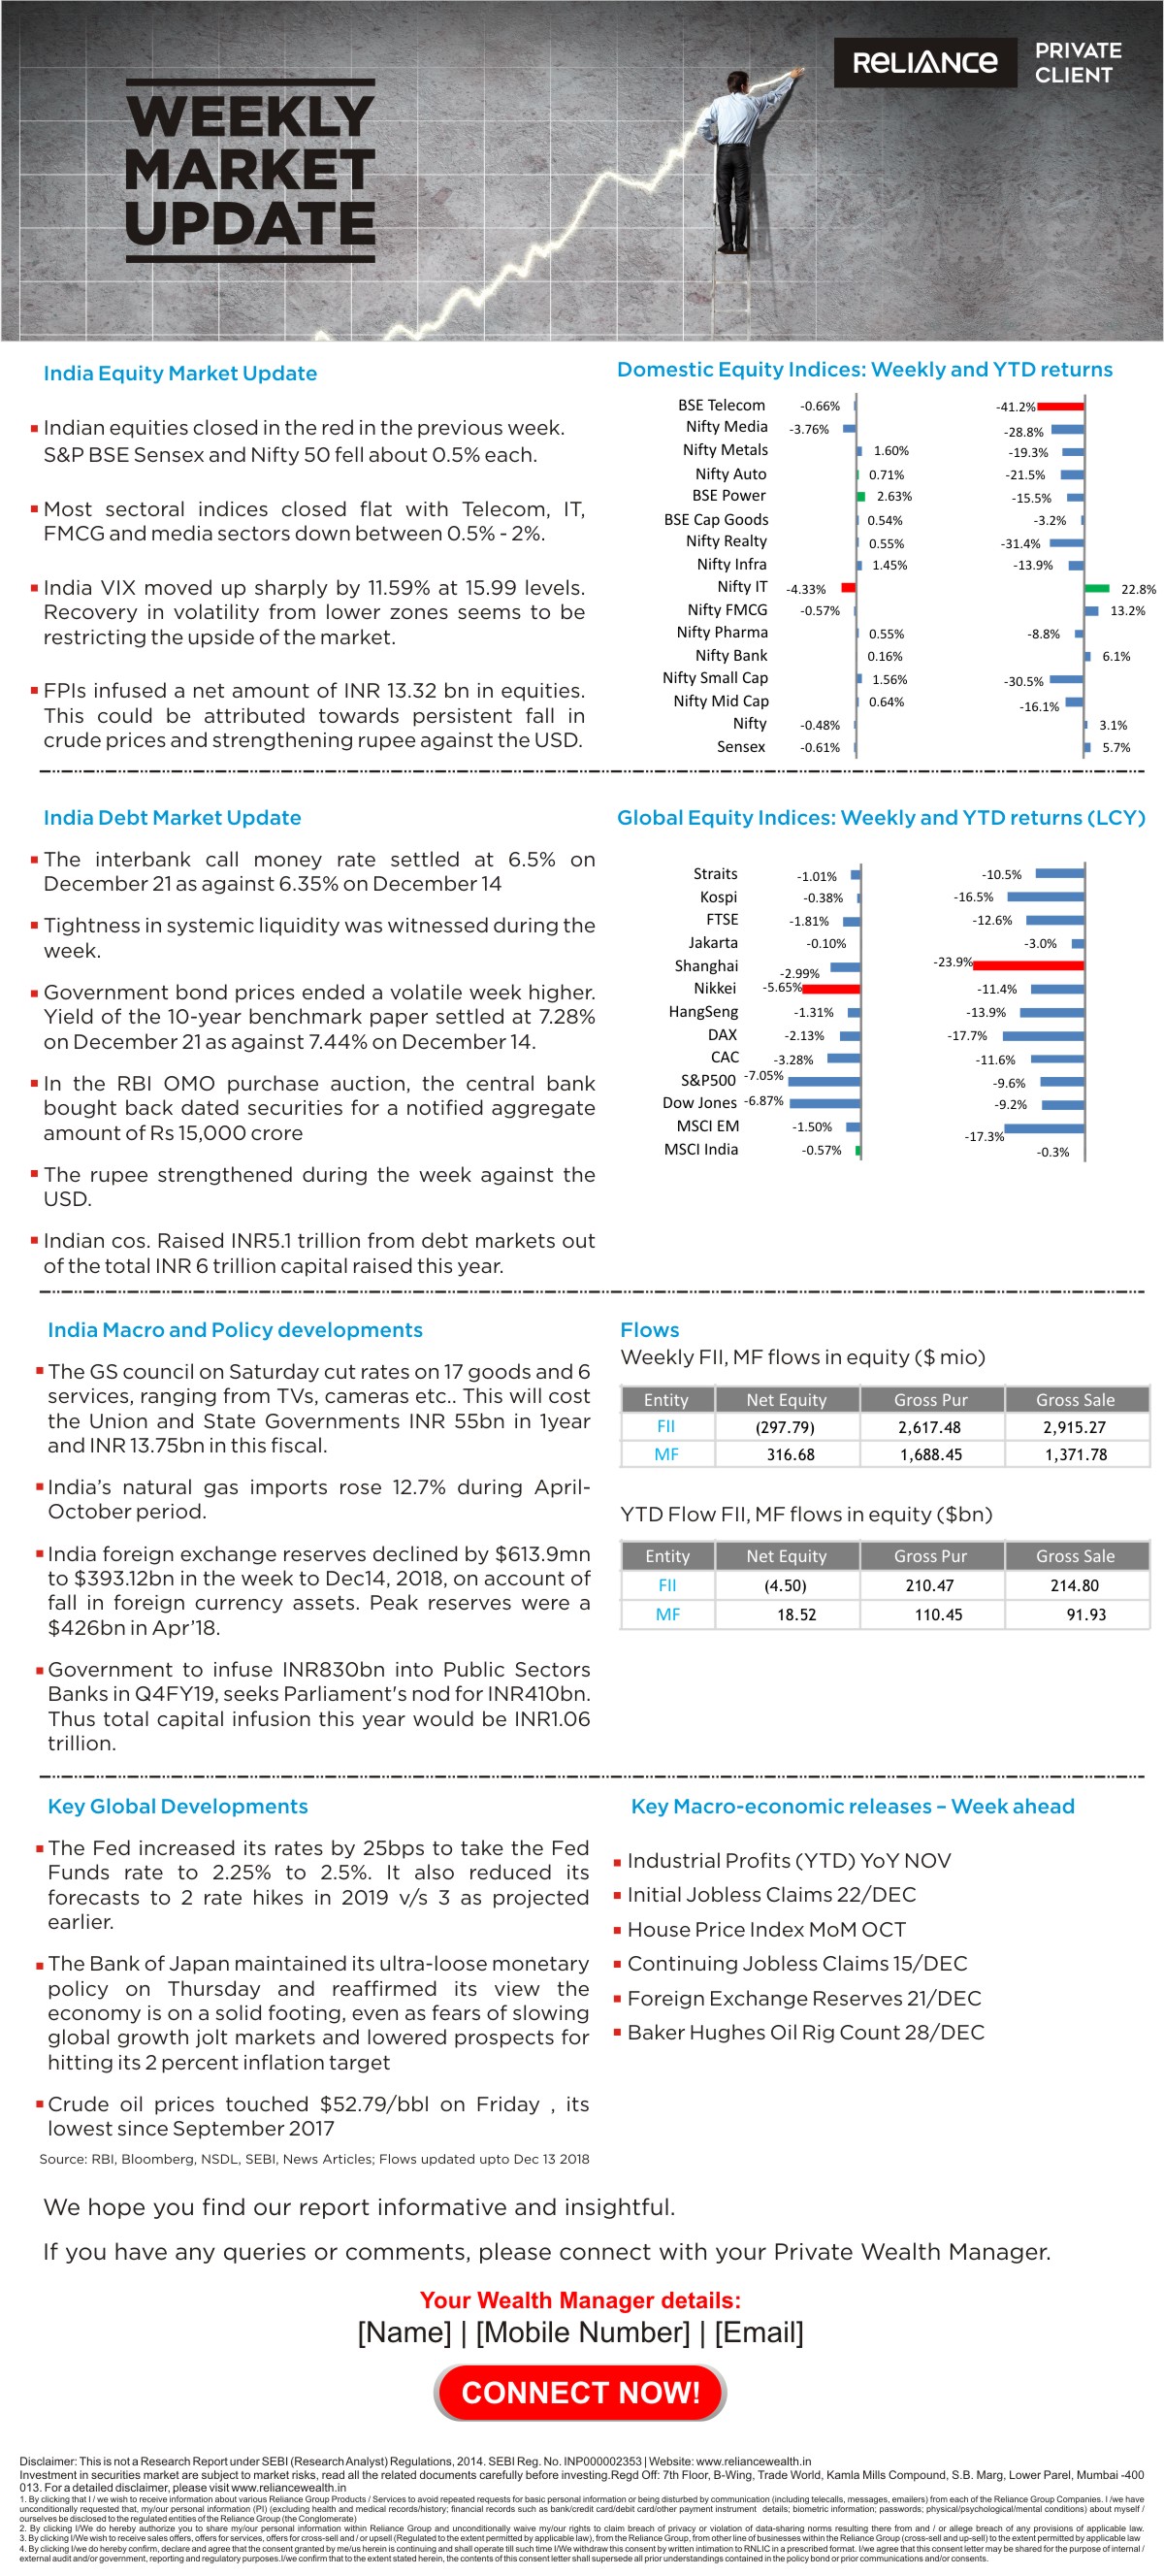 WEEKLY
MARKET
UPDATE
RELIANCE
PRIVATE
CLIENT
India Equity Market Update
Indian equities closed in the red in the previous week.
S&P BSE Sensex and Nifty 50 fell about 0.5% each.
Most sectoral indices closed flat with Telecom, IT,
FMCG and media sectors down between 0.5% - 2%.
India VIX moved up sharply by 11.59% at 15.99 levels.
Recovery in volatility from lower zones seems to be
restricting the upside of the market.
FPIs infused a net amount of INR 13.32 bn in equities.
This could be attributed towards persistent fall in
crude prices and strengthening rupee against the USD.
Domestic Equity Indices: Weekly and YTD returns
BSE Telecom -0.66% -41.2%
Nifty Media -3.76% -28.8%
Nifty Metals 1.60% -19.3%
Nifty Auto 0.71% -21.5%
BSE Power 2.63% -15.5%
BSE Cap Goods 0.54% -3.2%
Nifty Realty 0.55% -31.4%
Nifty Infra 1.45% -13.9%
Nifty IT -4.33% 22.8%
Nifty FMCG -0.57% 13.2%
Nifty Pharma 0.55% -8.8%
Nifty Bank 0.16% 6.1%
Nifty Small Cap 1.56% -30.5%
Nifty Mid Cap 0.64% -16.1%
Nifty -0.48% 3.1%
Sensex -0.61% 5.7%
India Debt Market Update
The interbank call money rate settled at 6.5% on
December 21 as against 6.35% on December 14
Tightness in systemic liquidity was witnessed during the
week.
Government bond prices ended a volatile week higher.
Yield of the 10-year benchmark paper settled at 7.28%
on December 21 as against 7.44% on December 14.
In the RBI OMO purchase auction, the central bank
bought back dated securities for a notified aggregate
amount of Rs 15,000 crore
The rupee strengthened during the week against the
USD.
Indian cos. Raised INR5.1 trillion from debt markets out
of the total INR 6 trillion capital raised this year.
Global Equity Indices: Weekly and YTD returns (LCY)
Straits -1.01% -10.5%
Kospi -0.38% -16.5%
FTSE -1.81% -12.6%
Jakarta -0.10% -3.0%
Shanghai -2.99% -23.9%
Nikkei -5.65% -11.4%
HangSeng -1.31% -13.9%
DAX -2.13% -17.7%
CAC -3.28% -11.6%
S&P500 -7.05% -9.6%
Dow Jones -6.87% -9.2%
MSCI EM -1.50% -17.3%
MSCI India -0.57% -0.3%
India Macro and Policy developments
The GS council on Saturday cut rates on 17 goods and 6
services, ranging from TVs, cameras etc.. This will cost
the Union and State Governments INR 55bn in 1year
and INR 13.75bn in this fiscal.
India's natural gas imports rose 12.7% during April-
October period.
India foreign exchange reserves declined by $613.9mn
to $393.12bn in the week to Dec14, 2018, on account of
fall in foreign currency assets. Peak reserves were a
$426bn in Apr'18.
Government to infuse INR830bn into Public Sectors
Banks in Q4FY19, seeks Parliament's nod for INR410bn.
Thus total capital infusion this year would be INR1.06
trillion.
Flows
Weekly FII, MF flows in equity ($ mio)
Entity Net Equity Gross Pur Gross Sale
FII (297.79) 2,617.48 2,915.27
MF 316.68 1,688.45 1,371.78
YTD Flow FII, MF flows in equity ($bn)
Entity Net Equity Gross Pur Gross Sale
FII (4.50) 210.47 214.80
MF 18.52 110.45 91.93
Key Global Developments
The Fed increased its rates by 25bps to take the Fed
Funds rate to 2.25% to 2.5%. It also reduced its
forecasts to 2 rate hikes in 2019 v/s 3 as projected
earlier.
The Bank of Japan maintained its ultra-loose monetary
policy on Thursday and reaffirmed its view the
economy is on a solid footing, even as fears of slowing
global growth jolt markets and lowered prospects for
hitting its 2 percent inflation target
Crude oil prices touched $52.79/bbl on Friday , its
lowest since September 2017
Source: RBI, Bloomberg, NSDL, SEBI, News Articles; Flows updated upto Dec 13 2018
Key Macro-economic releases – Week ahead
Industrial Profits (YTD) YoY NOV
Initial Jobless Claims 22/DEC
House Price Index MoM OCT
Continuing Jobless Claims 15/DEC
Foreign Exchange Reserves 21/DEC
Baker Hughes Oil Rig Count 28/DEC
We hope you find our report informative and insightful.
If you have any queries or comments, please connect with your Private Wealth Manager.
Your Wealth Manager details:
[Name] | [Mobile Number] | [Email]
CONNECT NOW!
Disclaimer: This is not a Research Report under SEBI (Research Analyst) Regulations, 2014. SEBI Reg. No. INP000002353 | Website: www.reliancewealth.in
Investment in securities market are subject to market risks, read all the related documents carefully before investing.Regd Off: 7th Floor, B-Wing, Trade World, Kamla Mills Compound, S.B. Marg, Lower Parel, Mumbai -400
013. For a detailed disclaimer, please visit www.reliancewealth.in
1. By clicking that I / we wish to receive information about various Reliance Group Products / Services to avoid repeated requests for basic personal information or being disturbed by communication (including telecalls, messages, emailers) from each of the Reliance Group Companies. I /we have
unconditionally requested that, my/our personal information (PI) (excluding health and medical records/history; financial records such as bank/credit card/debit card/other payment instrument details; biometric information; passwords; physical/psychological/mental conditions) about myself /
ourselves be disclosed to the regulated entities of the Reliance Group (the Conglomerate)
2. By clicking I/We do hereby authorize you to share my/our personal information within Reliance Group and unconditionally waive my/our rights to claim breach of privacy or violation of data-sharing norms resulting there from and / or allege breach of any provisions of applicable law.
3. By clicking I/We wish to receive sales offers, offers for services, offers for cross-sell and / or upsell (Regulated to the extent permitted by applicable law), from the Reliance Group, from other line of businesses within the Reliance Group (cross-sell and up-sell) to the extent permitted by applicable law
4. By clicking I/we do hereby confirm, declare and agree that the consent granted by me/us herein is continuing and shall operate till such time I/We withdraw this consent by written intimation to RNLIC in a prescribed format. I/we agree that this consent letter may be shared for the purpose of internal /
external audit and/or government, reporting and regulatory purposes.I/we confirm that to the extent stated herein, the contents of this consent letter shall supersede all prior understandings contained in the policy bond or prior communications and/or consents.